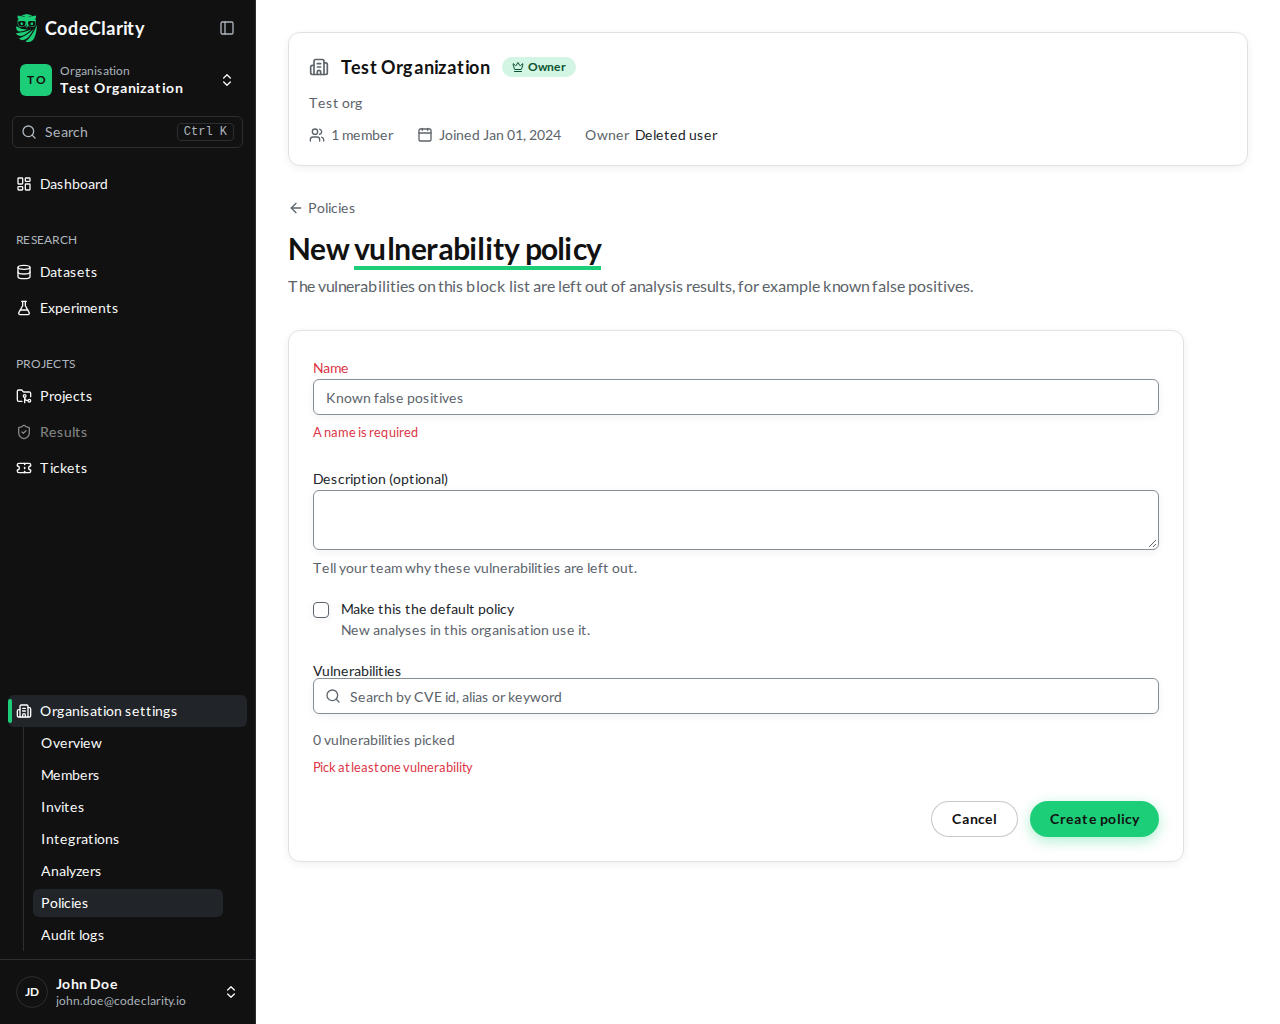 CodeClarity
TO
Organisation
Test Organization
Search
Ctrl K
Dashboard
RESEARCH
Datasets
Experiments
PROJECTS
Projects
Results
Tickets
Organisation settings
Overview
Members
Invites
Integrations
Analyzers
Policies
Audit logs
JD
John Doe
john.doe@codeclarity.io
Test Organization
Owner
Test org
1 member
Joined Jan 01, 2024
Owner Deleted user
Policies
New vulnerability policy
The vulnerabilities on this block list are left out of analysis results, for example known false positives.
Name
Known false positives
A name is required
Description (optional)
Tell your team why these vulnerabilities are left out.
Make this the default policy
New analyses in this organisation use it.
Vulnerabilities
Search by CVE id, alias or keyword
0 vulnerabilities picked
Pick at least one vulnerability
Cancel
Create policy